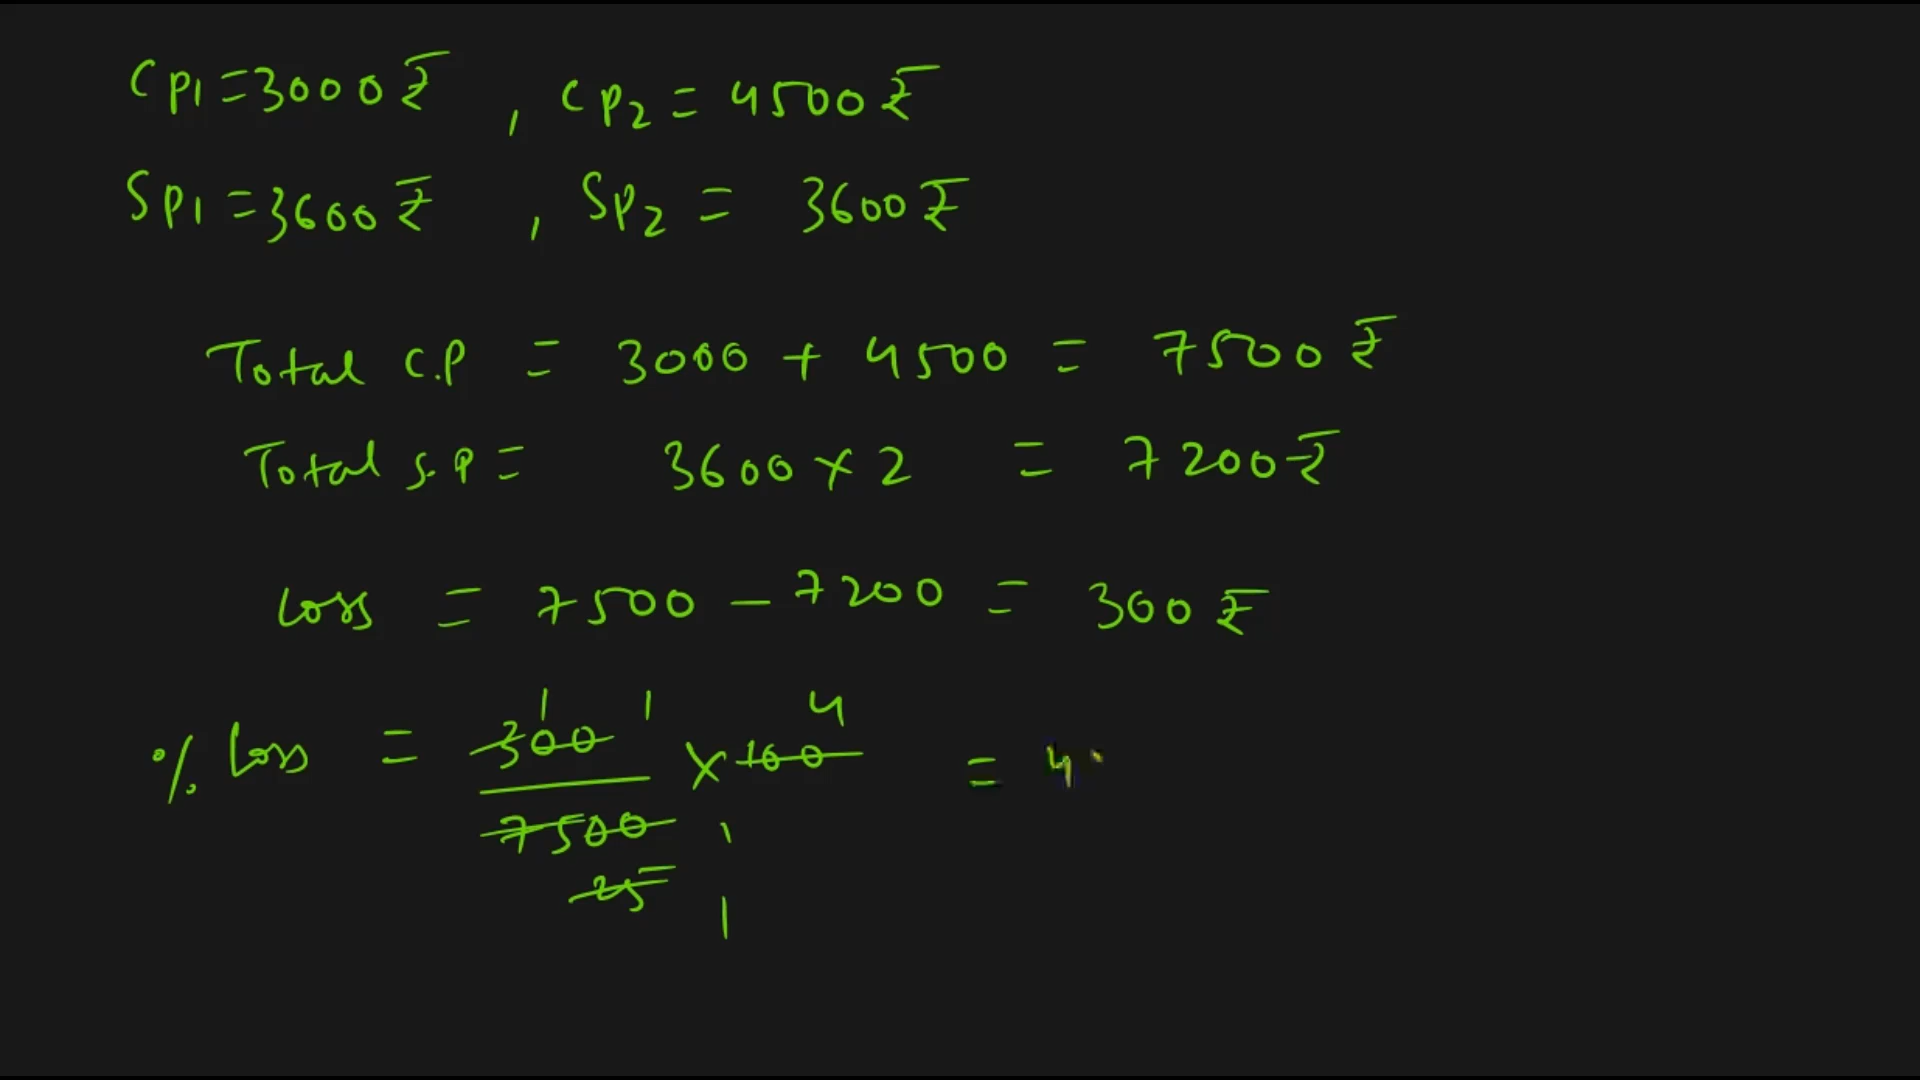 CP1 = 3000 ₹ , CP2 = 4500 ₹
SP1 = 3600 ₹ , SP2 = 3600 ₹
Total C.P = 3000 + 4500 = 7500 ₹
Total S.P = 3600 × 2 = 7200 ₹
Loss = 7500 - 7200 = 300 ₹
1 1 4
% Loss = 300 × 100 = 4
7500 1
25 1